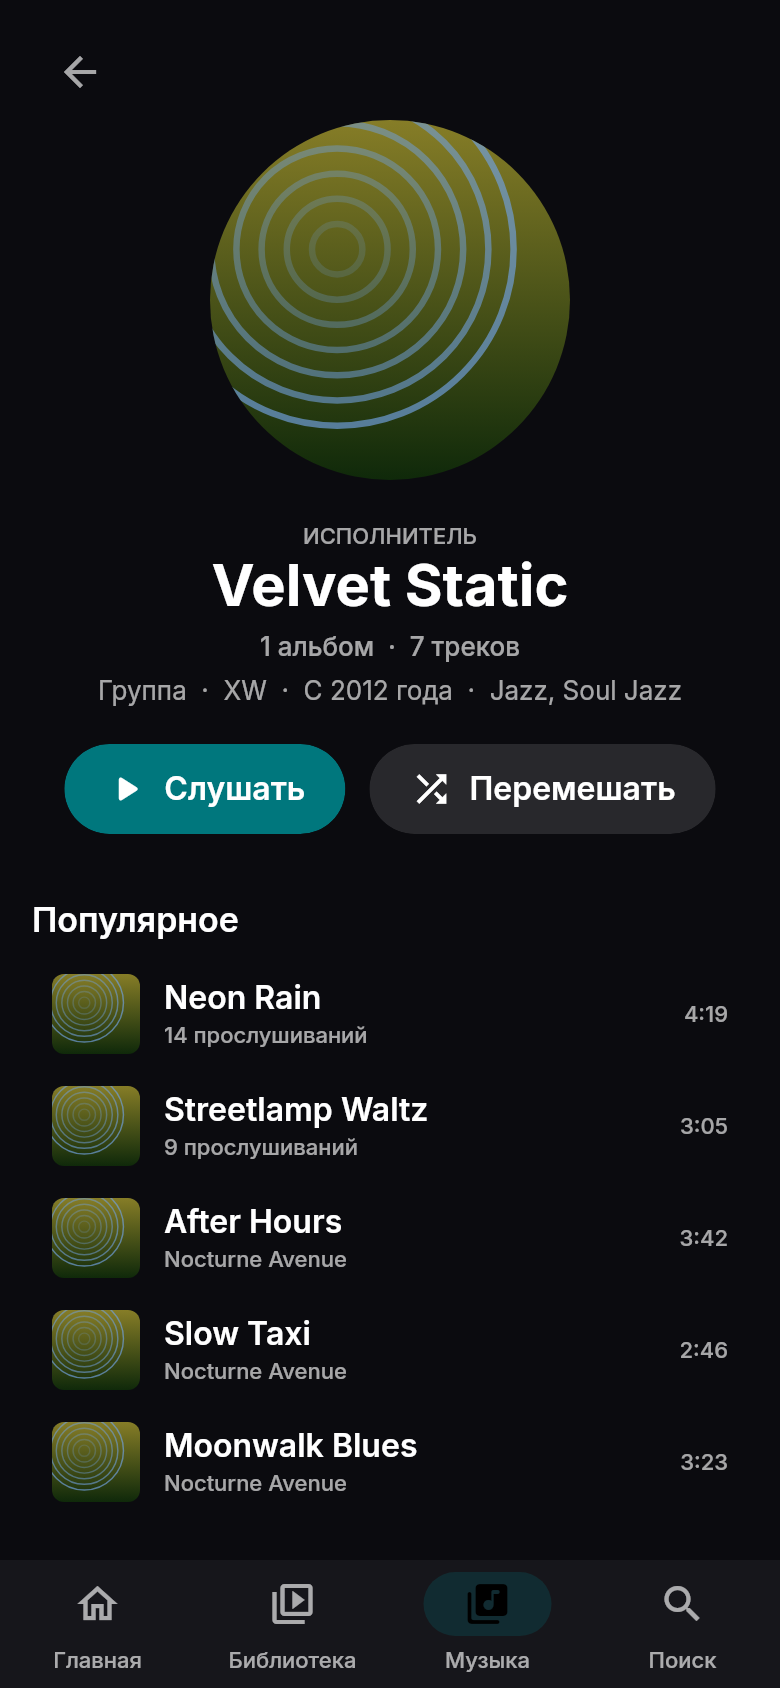 ИСПОЛНИТЕЛЬ
Velvet Static
1 альбом · 7 треков
Группа · XW · С 2012 года · Jazz, Soul Jazz
Слушать
Перемешать
Популярное
Neon Rain
14 прослушиваний
4:19
Streetlamp Waltz
9 прослушиваний
3:05
After Hours
Nocturne Avenue
3:42
Slow Taxi
Nocturne Avenue
2:46
Moonwalk Blues
Nocturne Avenue
3:23
Главная
Библиотека
Музыка
Поиск